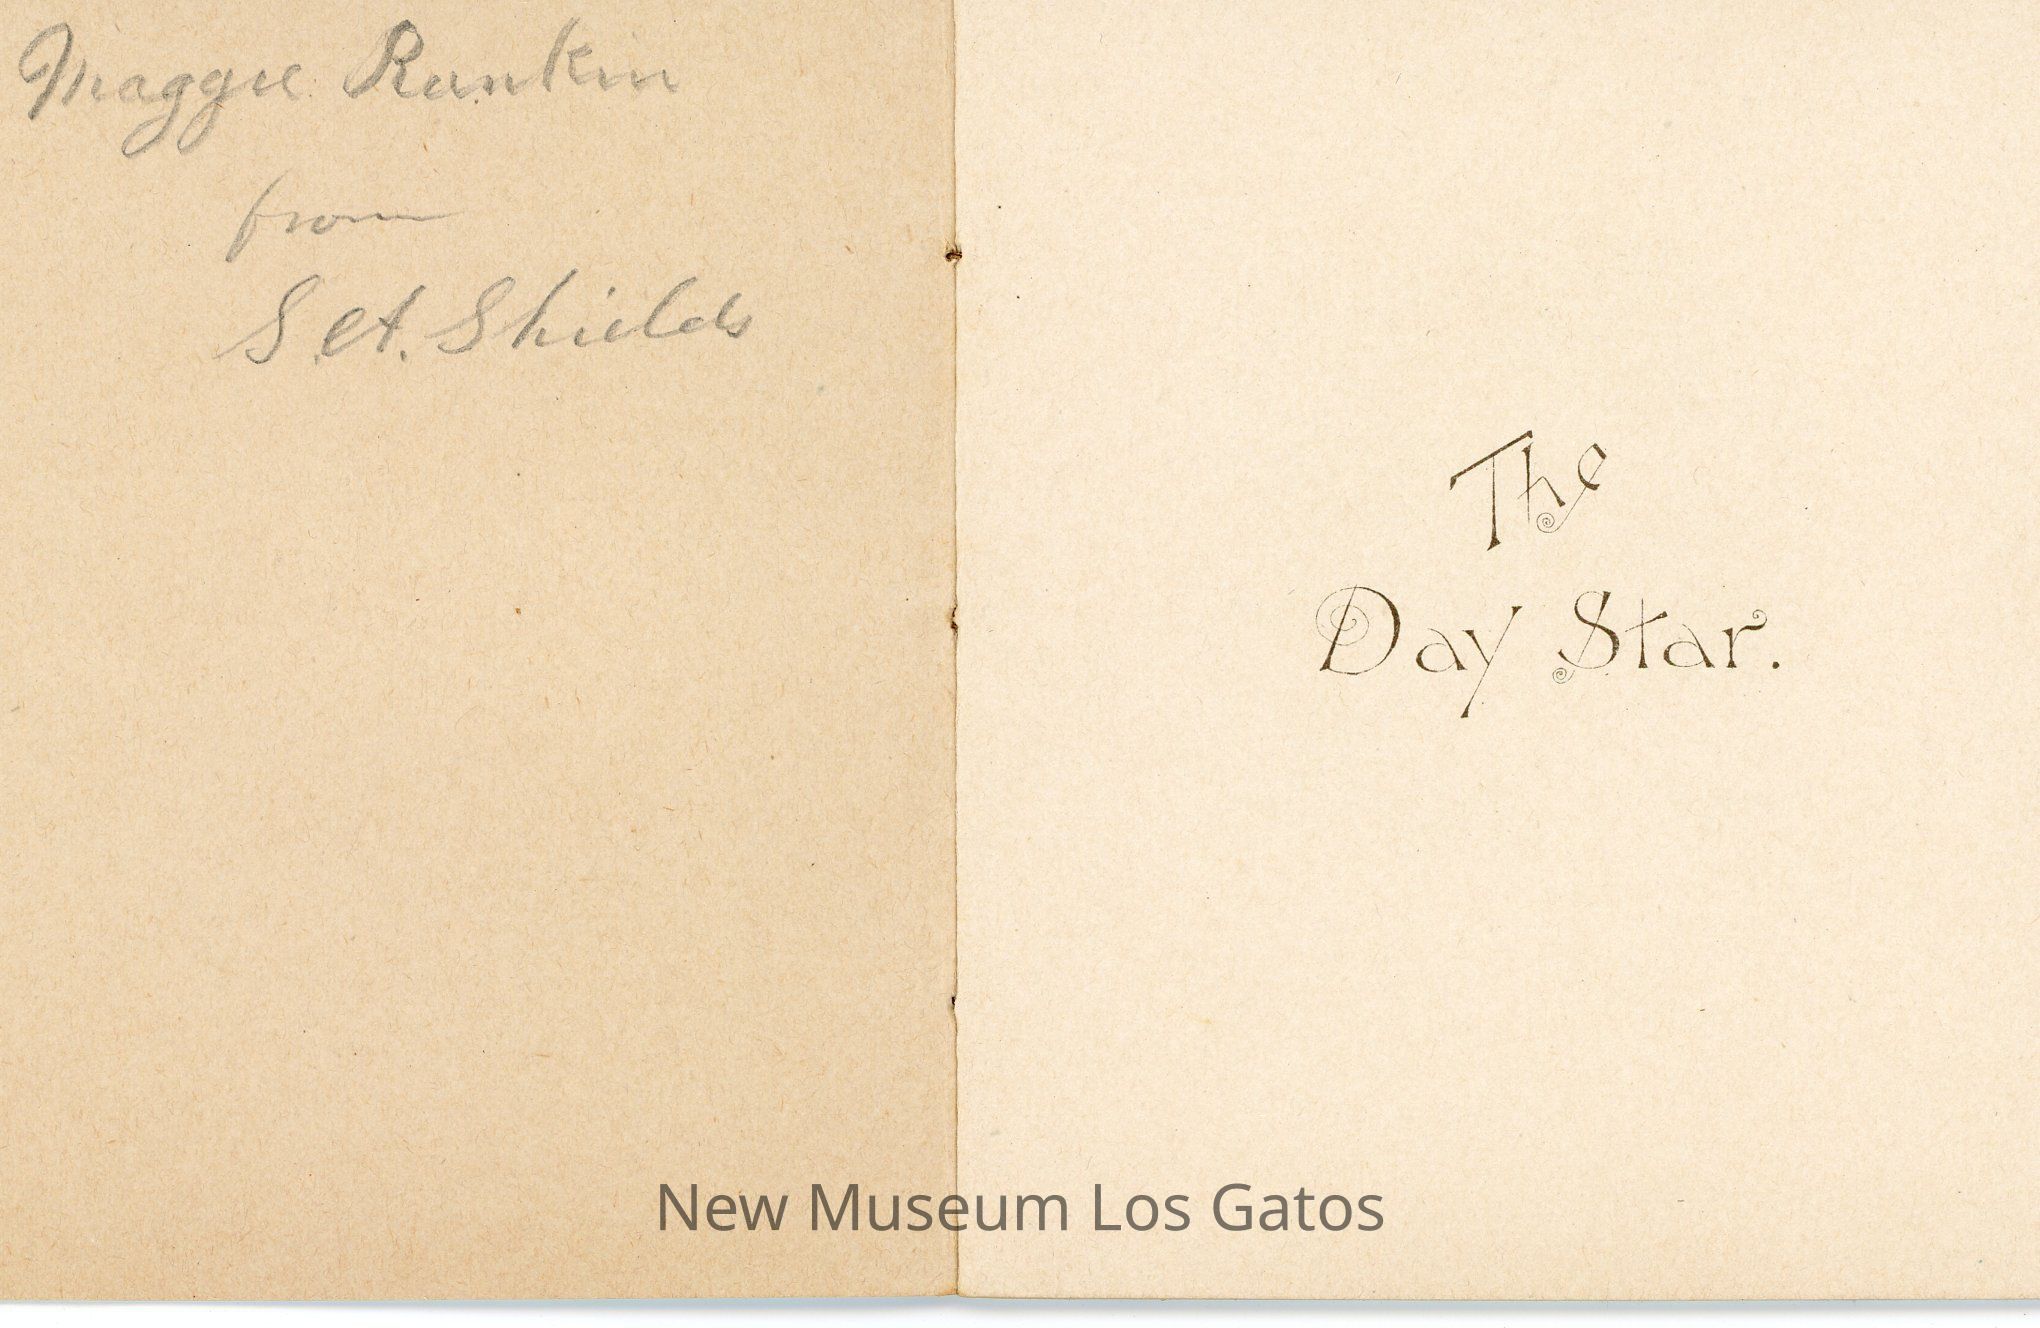 Maggie Rankin
from
S. A. Shields
The
Day Star.
New Museum Los Gatos